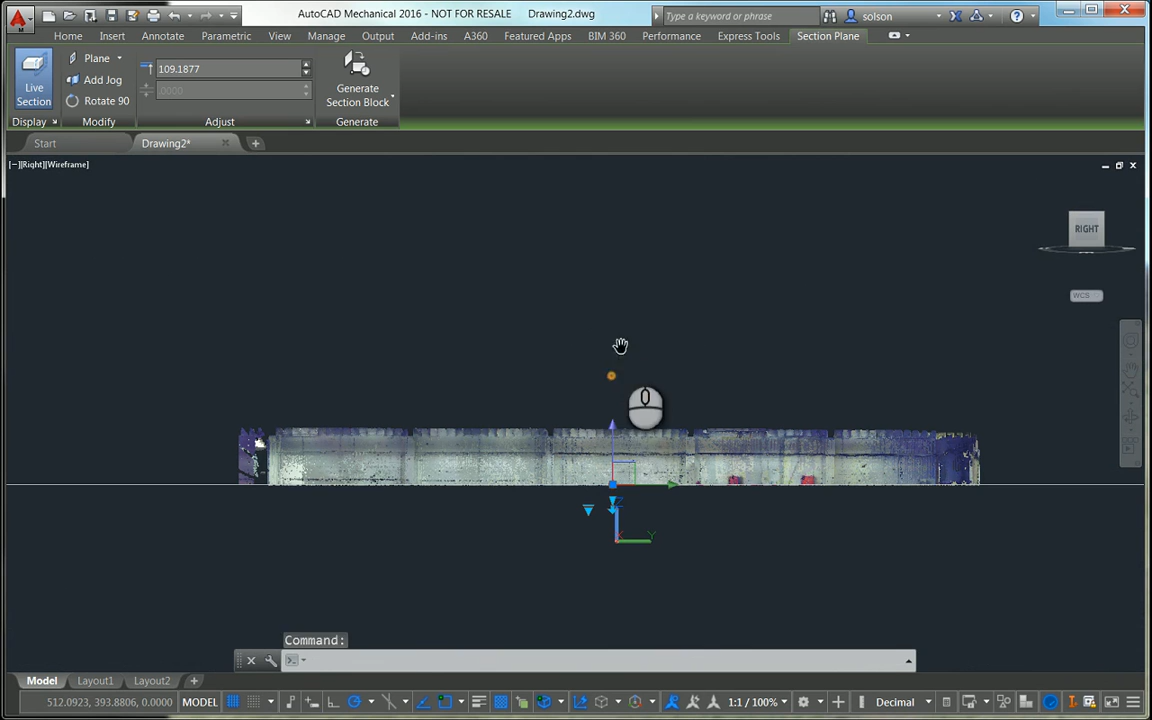 AutoCAD Mechanical 2016 - NOT FOR RESALE Drawing2.dwg
Type a keyword or phrase
solson
Home Insert Annotate Parametric View Manage Output Add-ins A360 Featured Apps BIM 360 Performance Express Tools Section Plane
Live Section
Plane
Add Jog
Rotate 90
109.1877
.0000
Generate Section Block
Display Modify Adjust Generate
Start Drawing2*
[−][Right][Wireframe]
RIGHT
WCS
Z
X
Y
Command:
Model Layout1 Layout2
512.0923, 393.8806, 0.0000 MODEL 1:1 / 100% Decimal